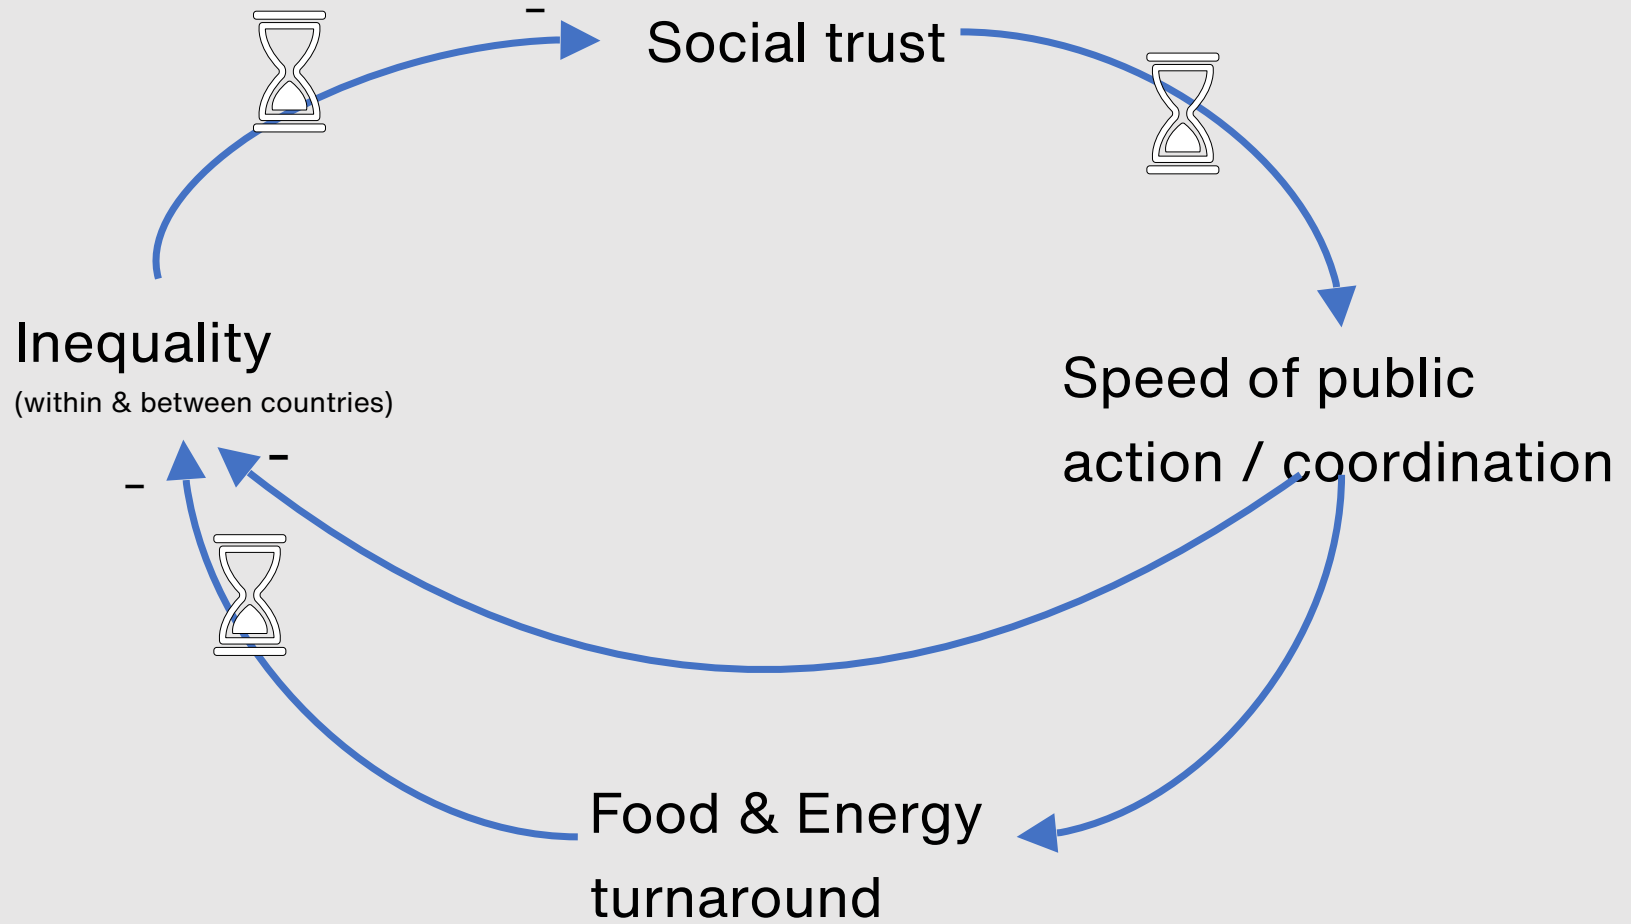 –
Social trust
Inequality
(within & between countries)
Speed of public
action / coordination
–
–
Food & Energy
turnaround